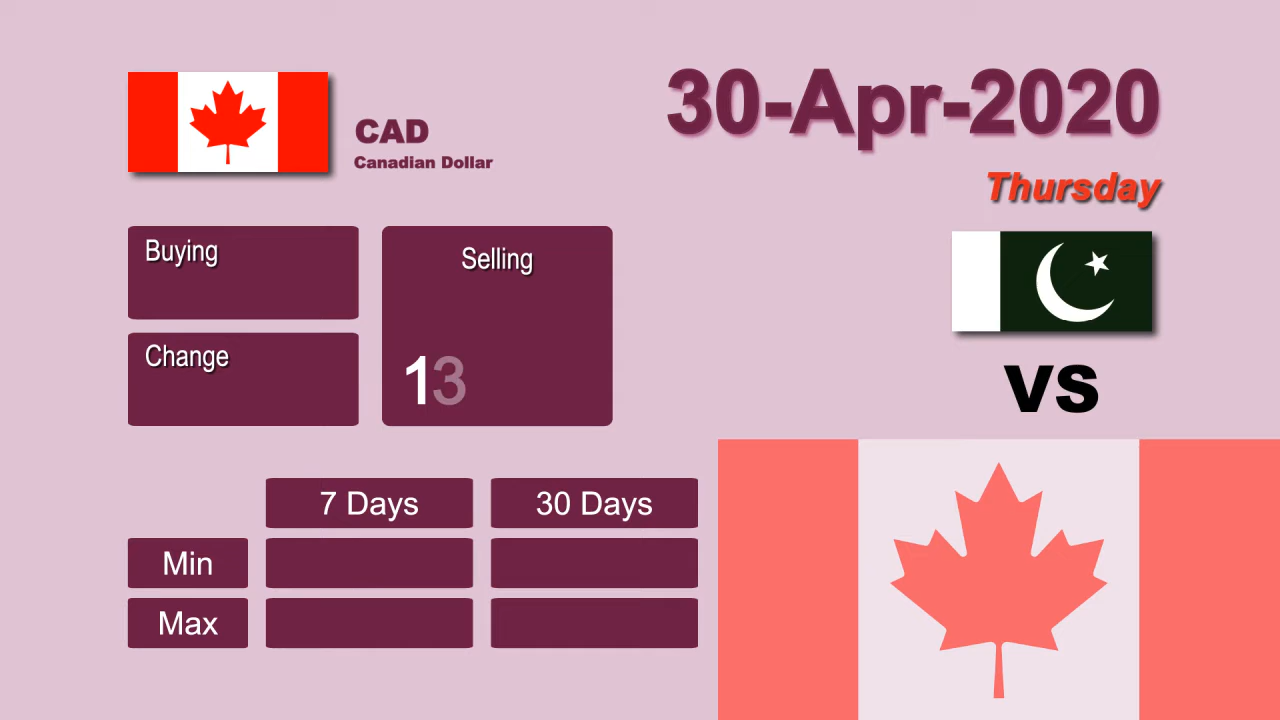 30-Apr-2020
Thursday
CAD
Canadian Dollar
Buying
Selling
Change
13
VS
7 Days
30 Days
Min
Max